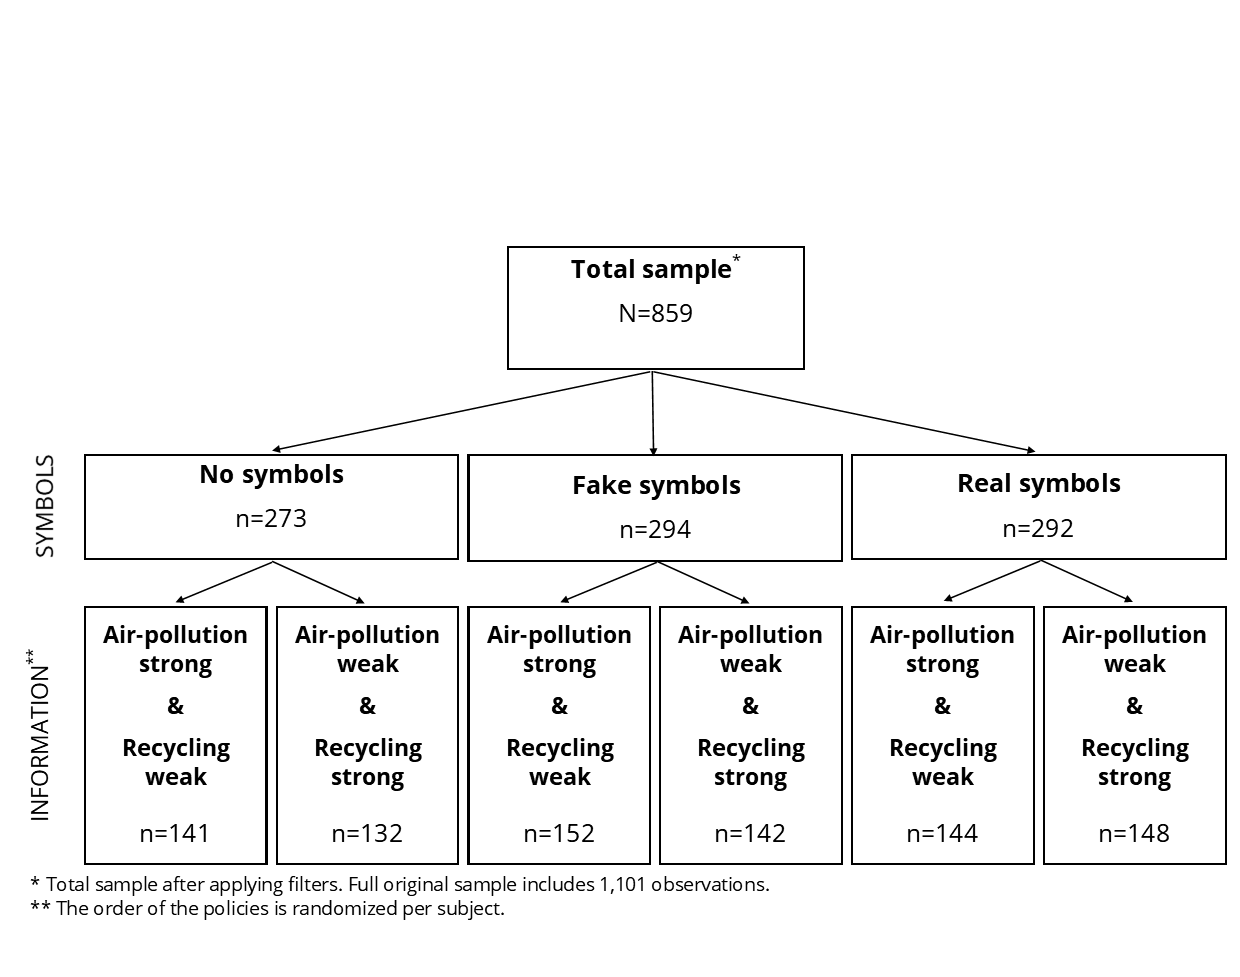 Total sample*
N=859
SYMBOLS
No symbols
n=273
Fake symbols
n=294
Real symbols
n=292
INFORMATION**
Air-pollution
strong
&
Recycling
weak
n=141
Air-pollution
weak
&
Recycling
strong
n=132
Air-pollution
strong
&
Recycling
weak
n=152
Air-pollution
weak
&
Recycling
strong
n=142
Air-pollution
strong
&
Recycling
weak
n=144
Air-pollution
weak
&
Recycling
strong
n=148
* Total sample after applying filters. Full original sample includes 1,101 observations.
** The order of the policies is randomized per subject.